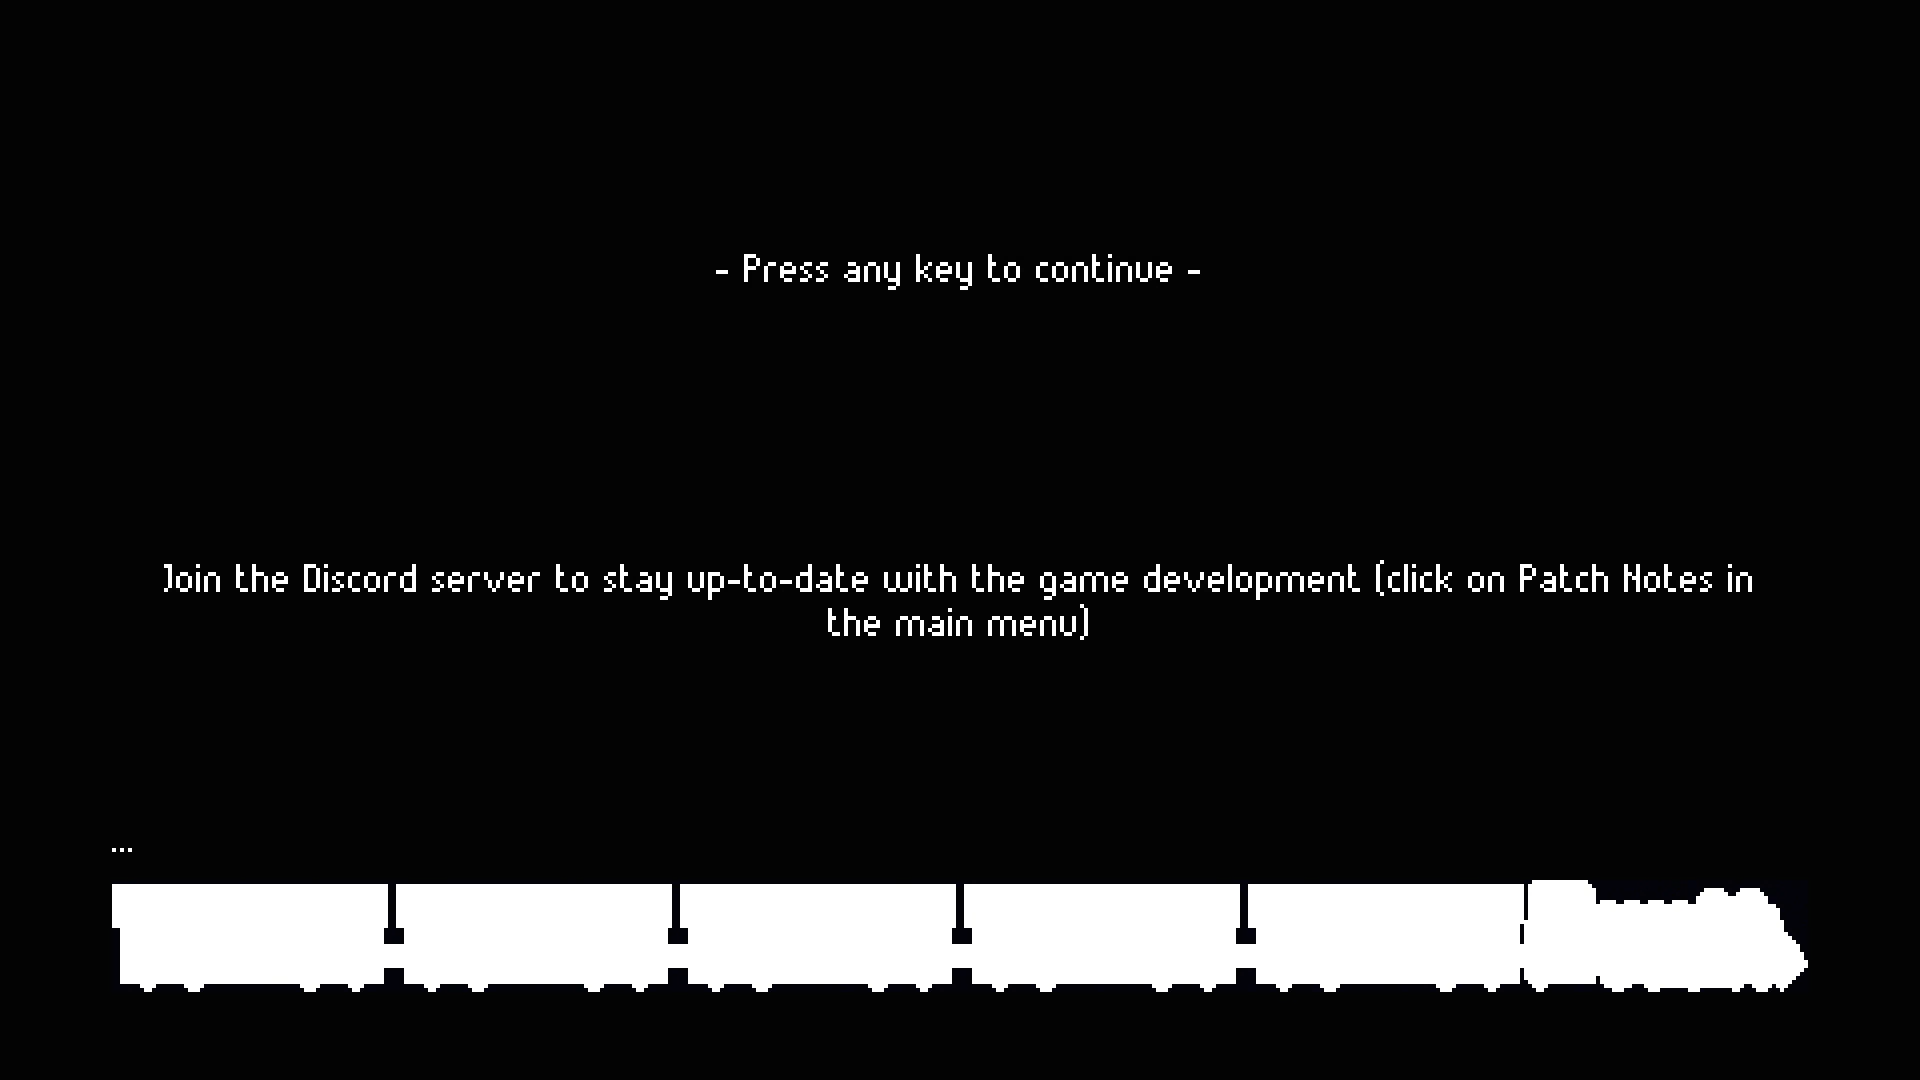 - Press any key to continue -
Join the Discord server to stay up-to-date with the game development (click on Patch Notes in
the main menu)
...